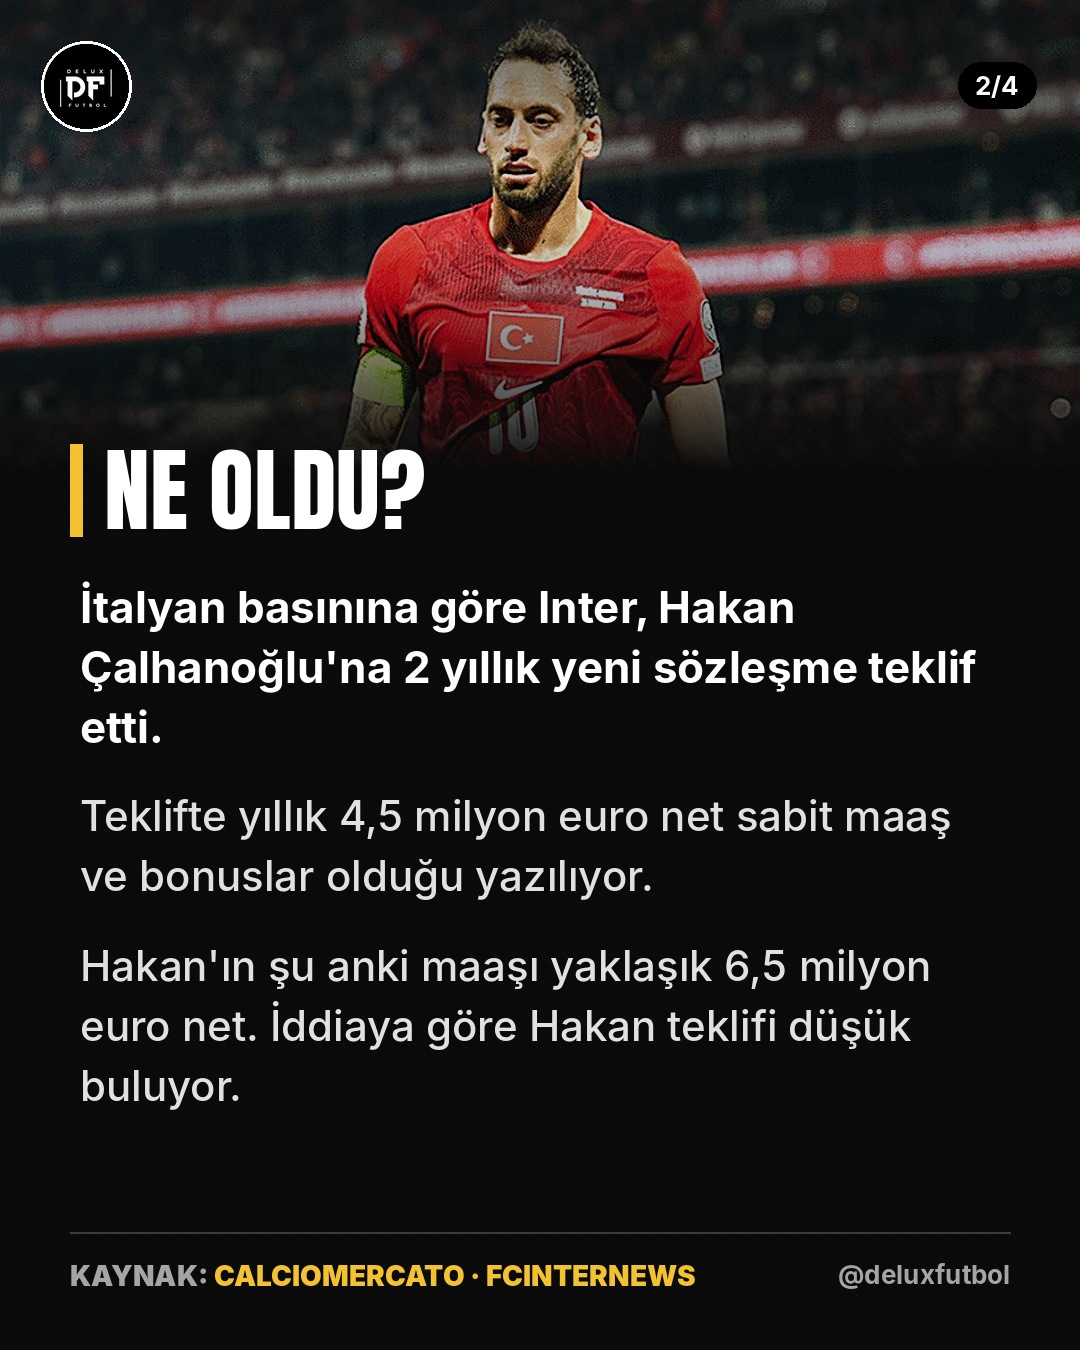 DELUX
DF
FUTBOL
2/4
10
NE OLDU?
İtalyan basınına göre Inter, Hakan
Çalhanoğlu'na 2 yıllık yeni sözleşme teklif
etti.
Teklifte yıllık 4,5 milyon euro net sabit maaş
ve bonuslar olduğu yazılıyor.
Hakan'ın şu anki maaşı yaklaşık 6,5 milyon
euro net. İddiaya göre Hakan teklifi düşük
buluyor.
KAYNAK: CALCIOMERCATO · FCINTERNEWS
@deluxfutbol